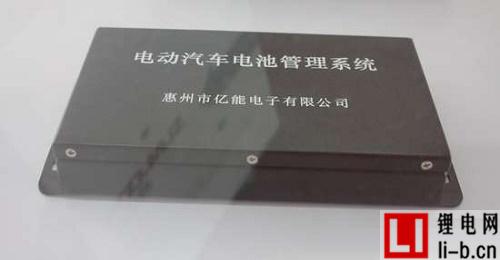 电动汽车电池管理系统
惠州市亿能电子有限公司
LI 锂电网
li-b.cn